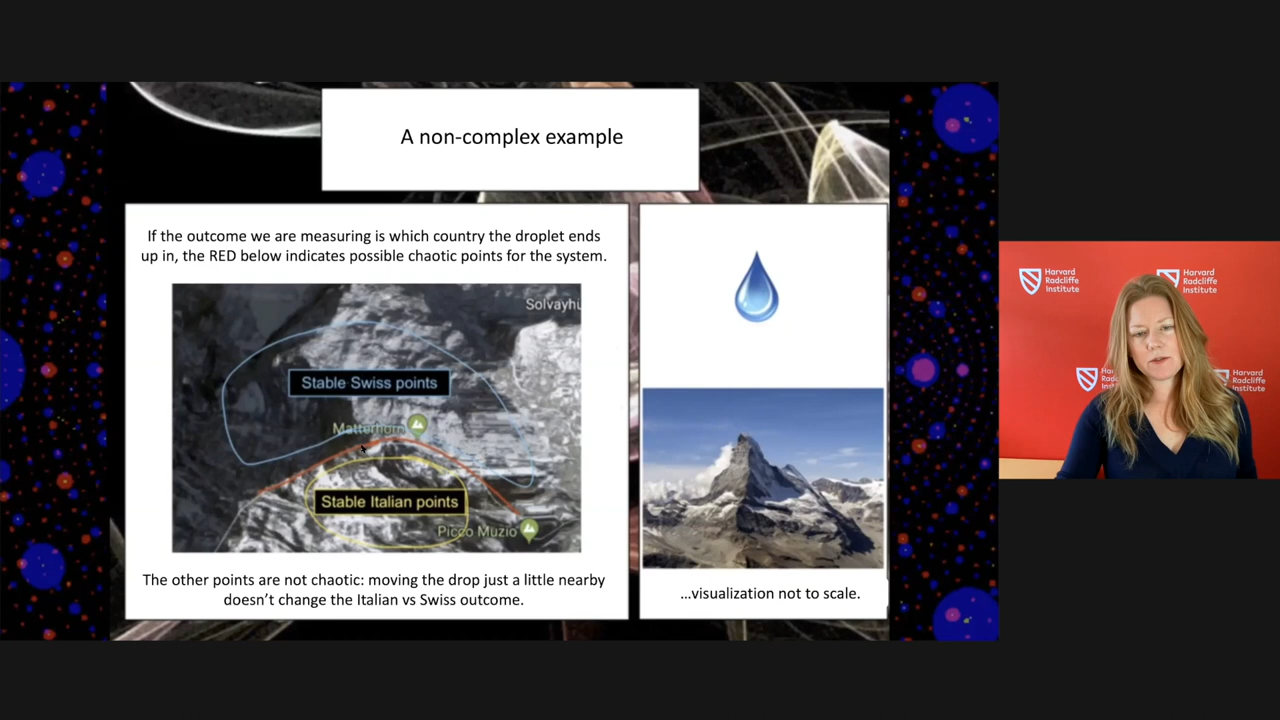 A non-complex example
If the outcome we are measuring is which country the droplet ends
up in, the RED below indicates possible chaotic points for the system.
Solvayhu
Stable Swiss points
Matterhorn
Stable Italian points
Picco Muzio
The other points are not chaotic: moving the drop just a little nearby
doesn't change the Italian vs Swiss outcome.
...visualization not to scale.
Harvard
Radcliffe
Institute
Harvard
Radcliffe
Institute
Harvard
Radcliffe
Institute